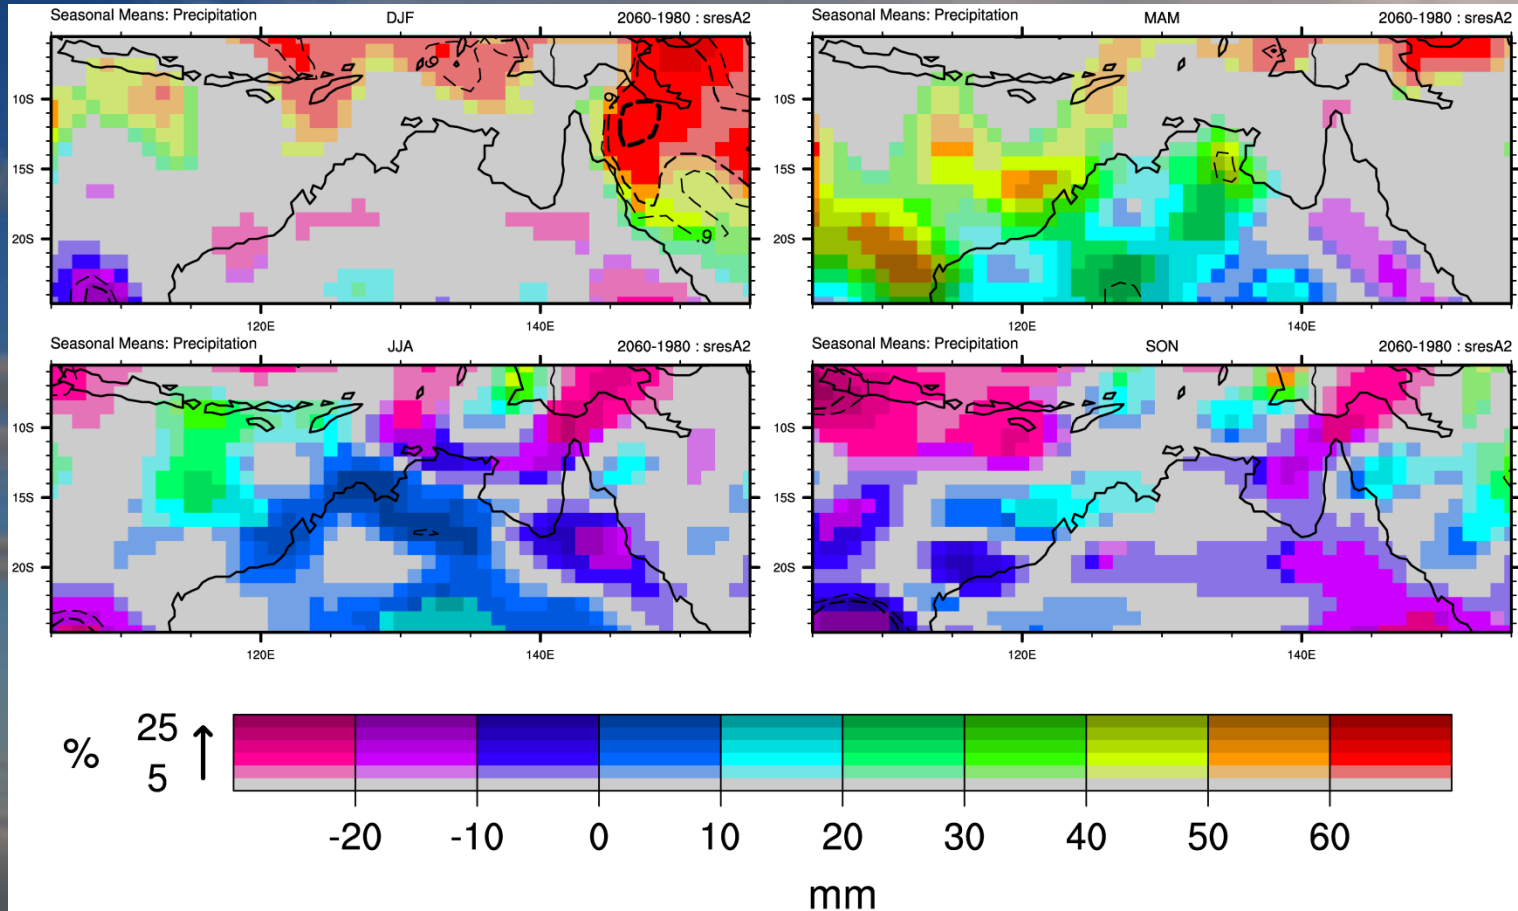 Seasonal Means: Precipitation DJF 2060-1980 : sresA2
Seasonal Means: Precipitation MAM 2060-1980 : sresA2
10S
15S
20S
120E 140E
.9
.9
.9
10S
15S
20S
120E 140E
Seasonal Means: Precipitation JJA 2060-1980 : sresA2
Seasonal Means: Precipitation SON 2060-1980 : sresA2
10S
15S
20S
120E 140E
10S
15S
20S
120E 140E
% 25
5
-20 -10 0 10 20 30 40 50 60
mm